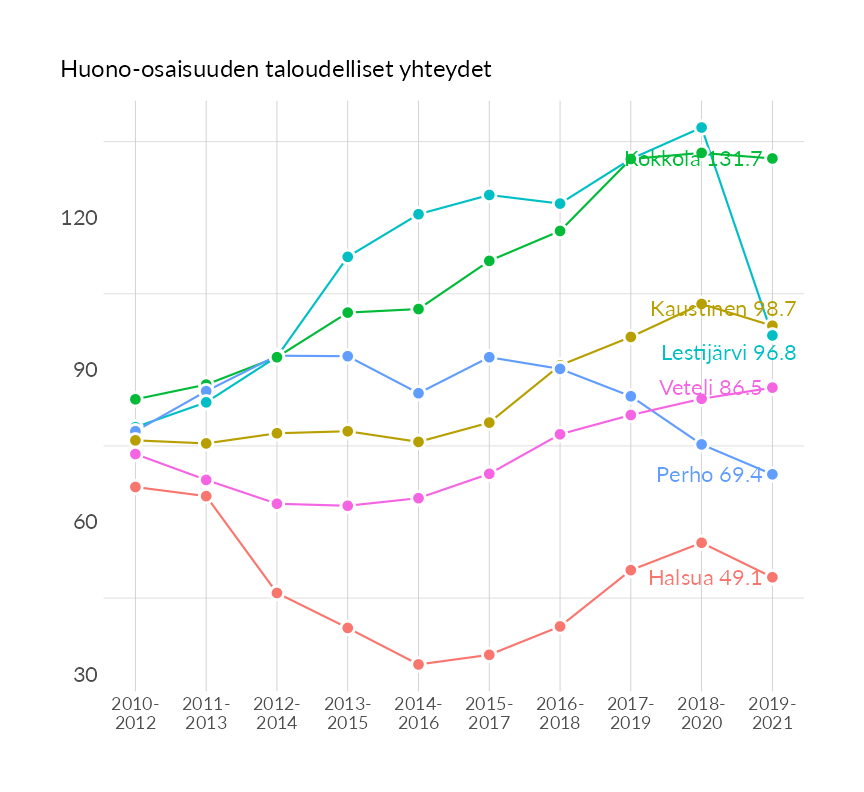 Huono-osaisuuden taloudelliset yhteydet
Kokkola 131.7
120
Kaustinen 98.7
Lestijärvi 96.8
90
Veteli 86.5
Perho 69.4
60
Halsua 49.1
30
2010- 2011- 2012- 2013- 2014- 2015- 2016- 2017- 2018- 2019-
2012 2013 2014 2015 2016 2017 2018 2019 2020 2021